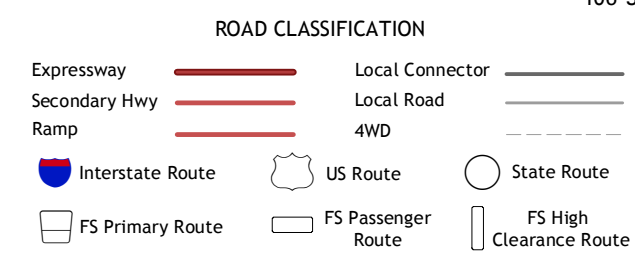 ROAD CLASSIFICATION
Expressway
Local Connector
Secondary Hwy
Local Road
Ramp
4WD
Interstate Route
US Route
State Route
FS Primary Route
FS Passenger
Route
FS High
Clearance Route